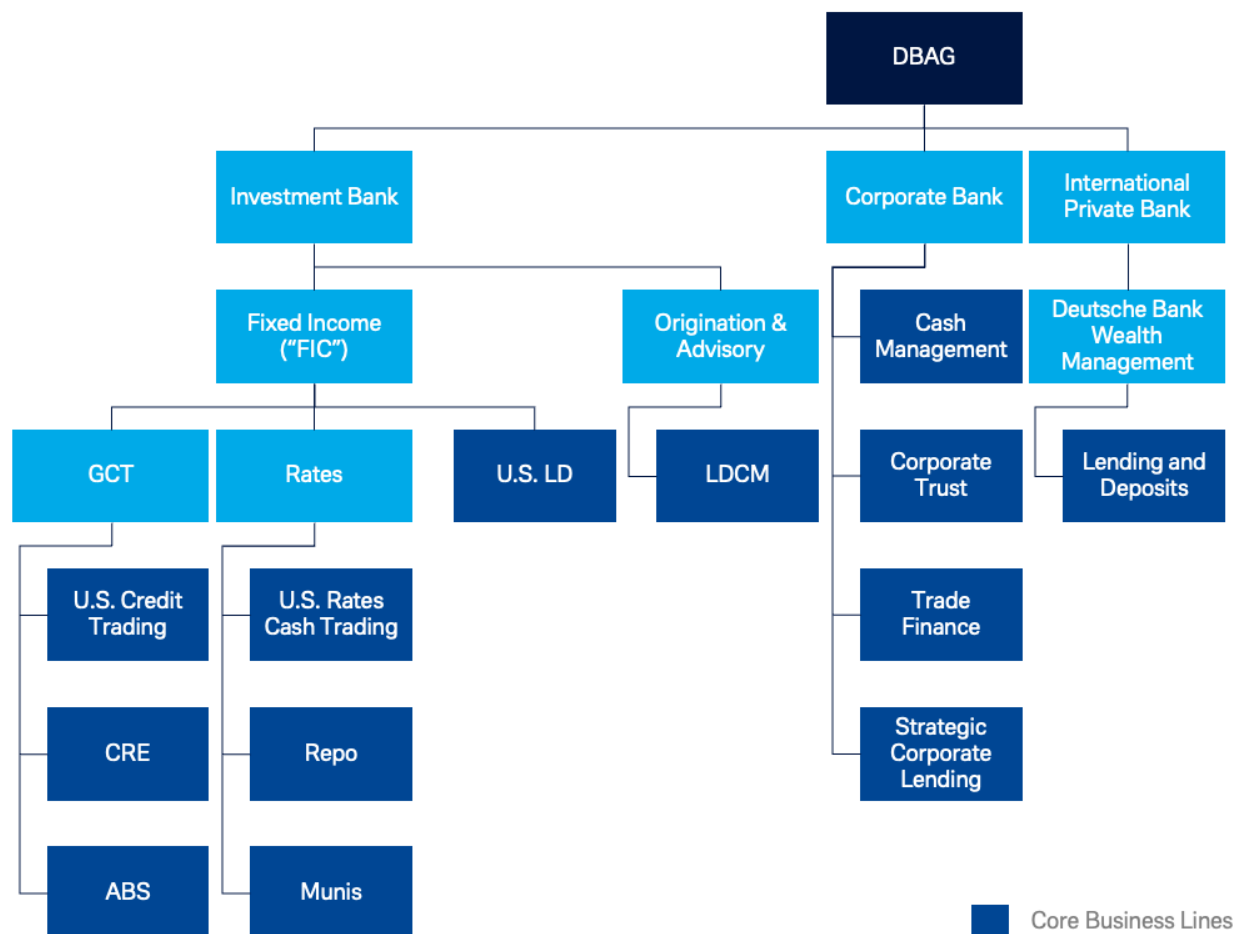 DBAG
Investment Bank
Corporate Bank
International
Private Bank
Fixed Income
(“FIC”)
Origination &
Advisory
Cash
Management
Deutsche Bank
Wealth
Management
GCT
Rates
U.S. LD
LDCM
Corporate
Trust
Lending and
Deposits
U.S. Credit
Trading
U.S. Rates
Cash Trading
Trade
Finance
CRE
Repo
Strategic
Corporate
Lending
ABS
Munis
Core Business Lines